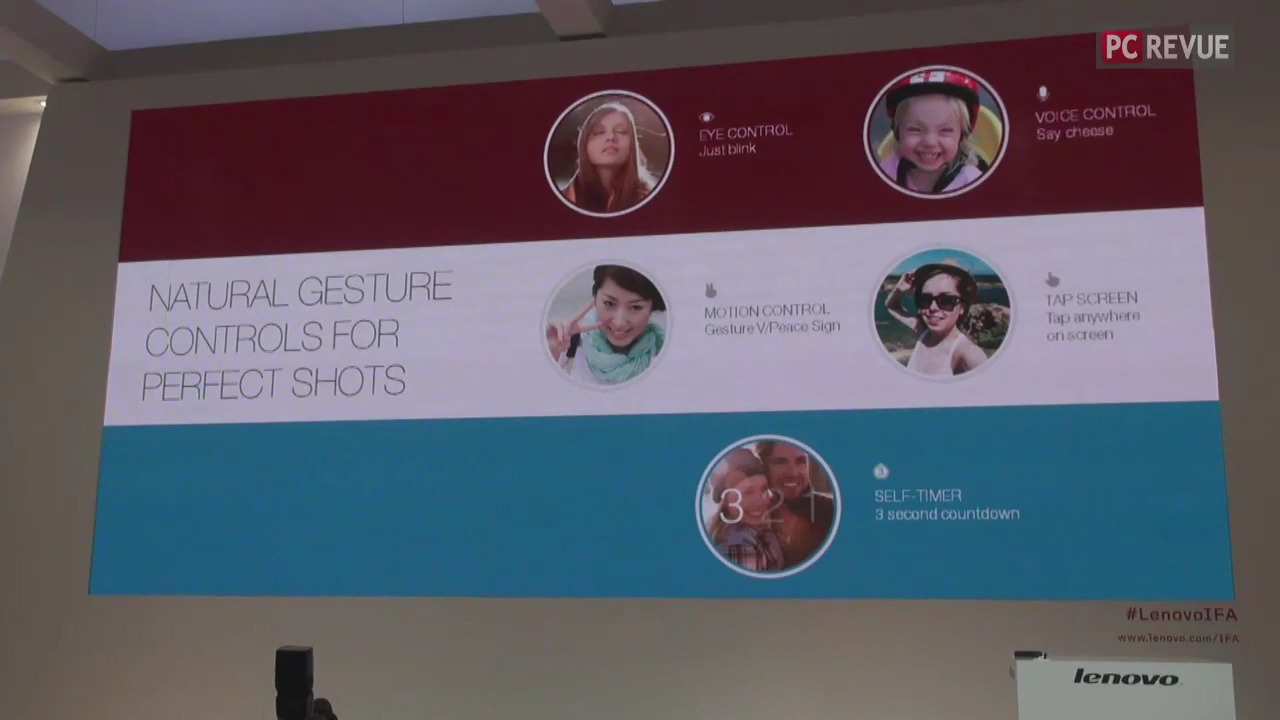 PC REVUE
EYE CONTROL
Just blink
VOICE CONTROL
Say cheese
NATURAL GESTURE
CONTROLS FOR
PERFECT SHOTS
MOTION CONTROL
Gesture V/Peace Sign
TAP SCREEN
Tap anywhere
on screen
3 2 1
3
SELF-TIMER
3 second countdown
#LenovoIFA
www.lenovo.com/IFA
lenovo